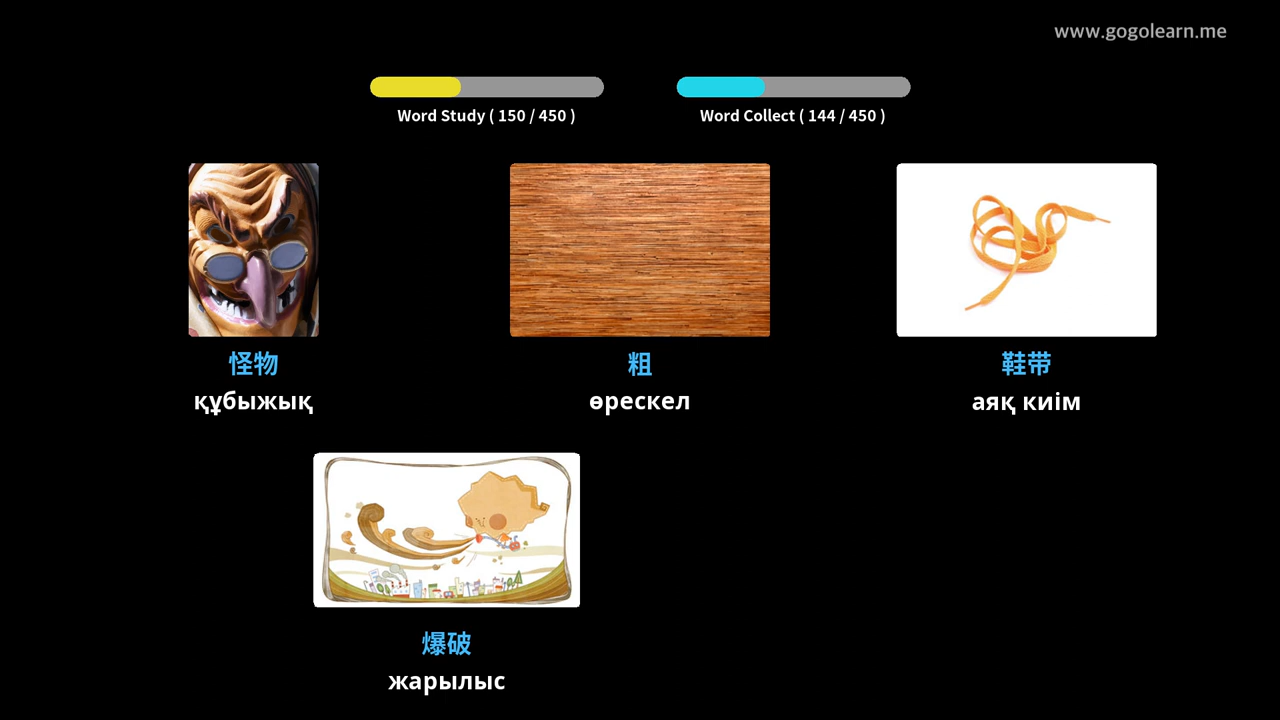 www.gogolearn.me
Word Study ( 150 / 450 )
Word Collect ( 144 / 450 )
怪物
құбыжық
粗
өрескел
鞋带
аяқ киім
爆破
жарылыс